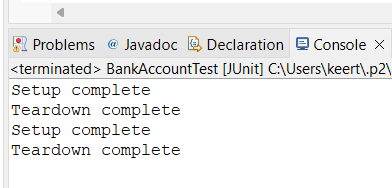 Problems @ Javadoc Declaration Console
<terminated> BankAccountTest [JUnit] C:\Users\keert\.p2\
Setup complete
Teardown complete
Setup complete
Teardown complete